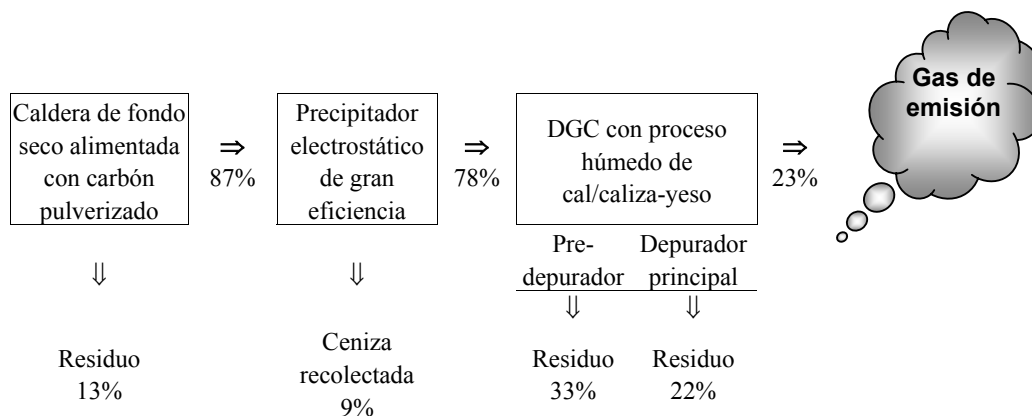 Caldera de fondo
seco alimentada
con carbón
pulverizado
⇒
87%
Precipitador
electrostático
de gran
eficiencia
⇒
78%
DGC con proceso
húmedo de
cal/caliza-yeso
⇒
23%
Gas de
emisión
Pre-
depurador
Depurador
principal
⇓
⇓
⇓
⇓
Residuo
13%
Ceniza
recolectada
9%
Residuo
33%
Residuo
22%